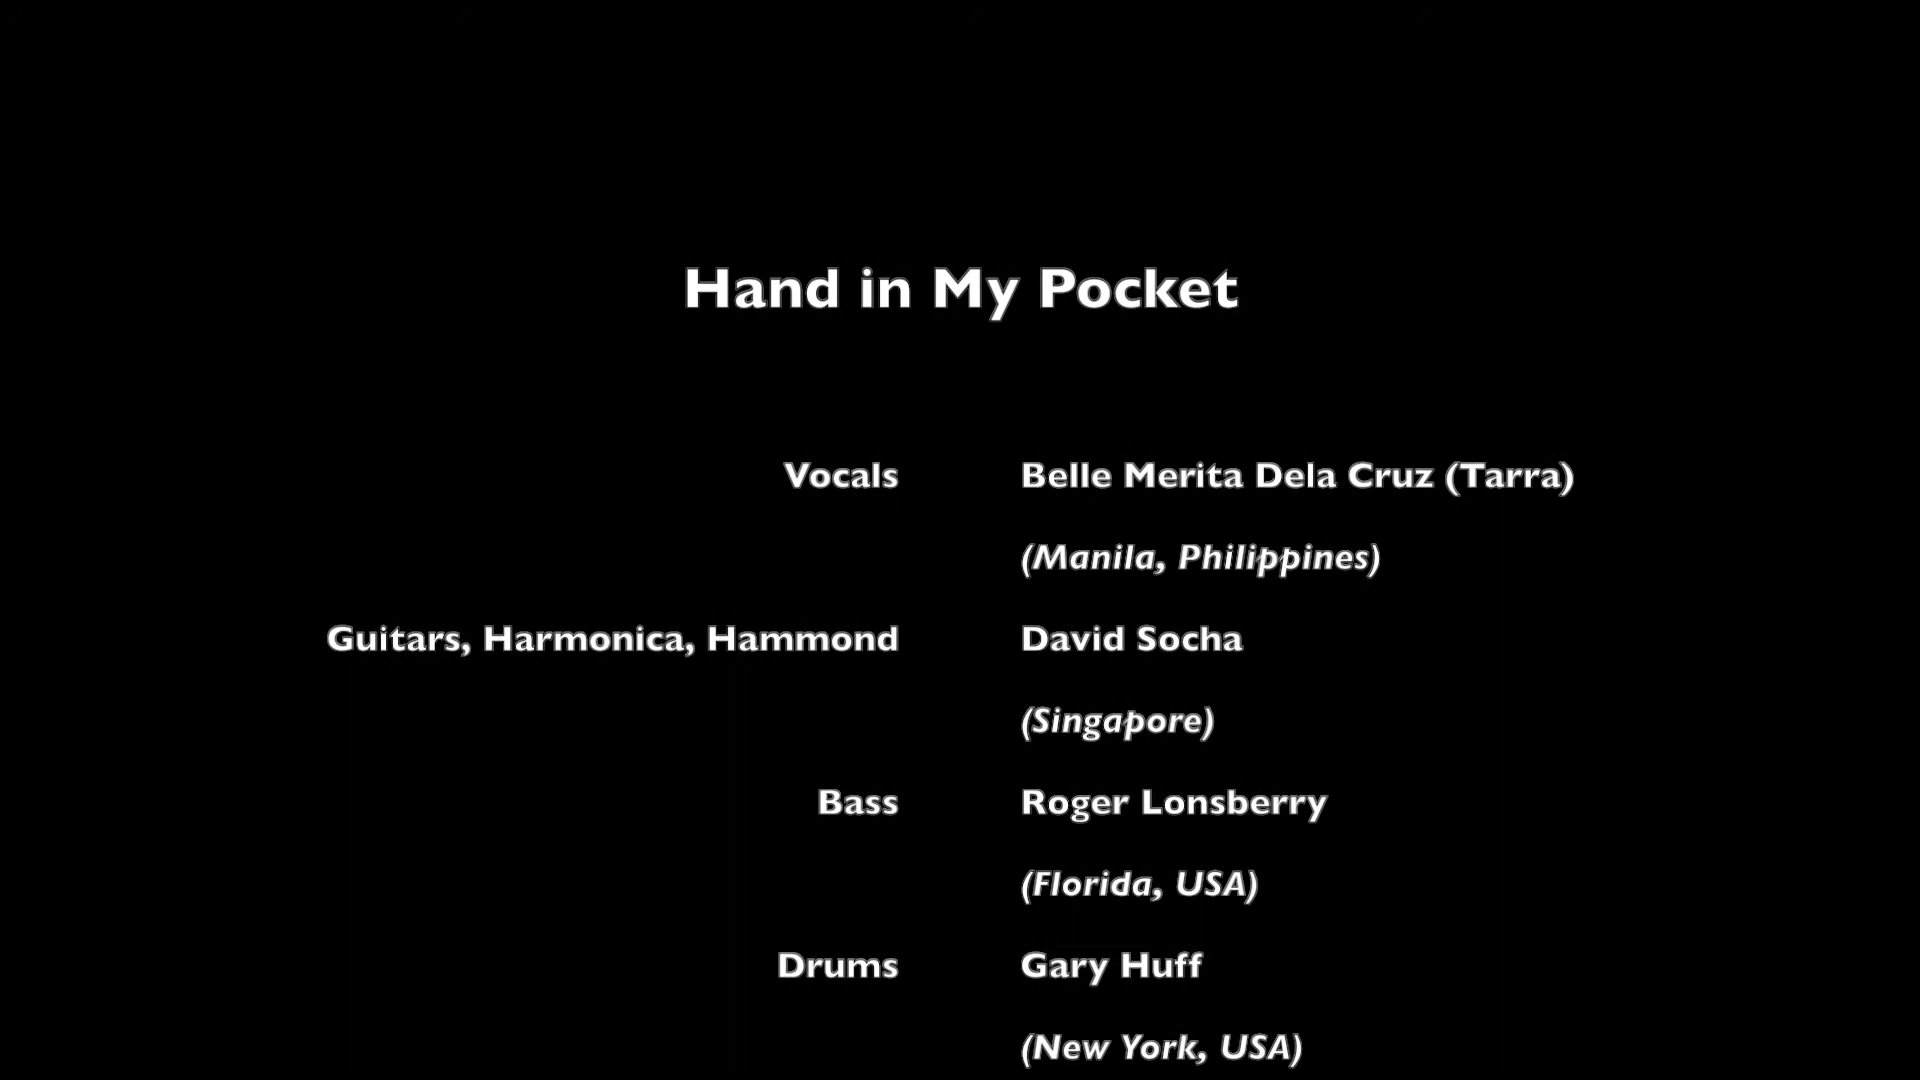 Hand in My Pocket
Vocals Belle Merita Dela Cruz (Tarra)
(Manila, Philippines)
Guitars, Harmonica, Hammond David Socha
(Singapore)
Bass Roger Lonsberry
(Florida, USA)
Drums Gary Huff
(New York, USA)